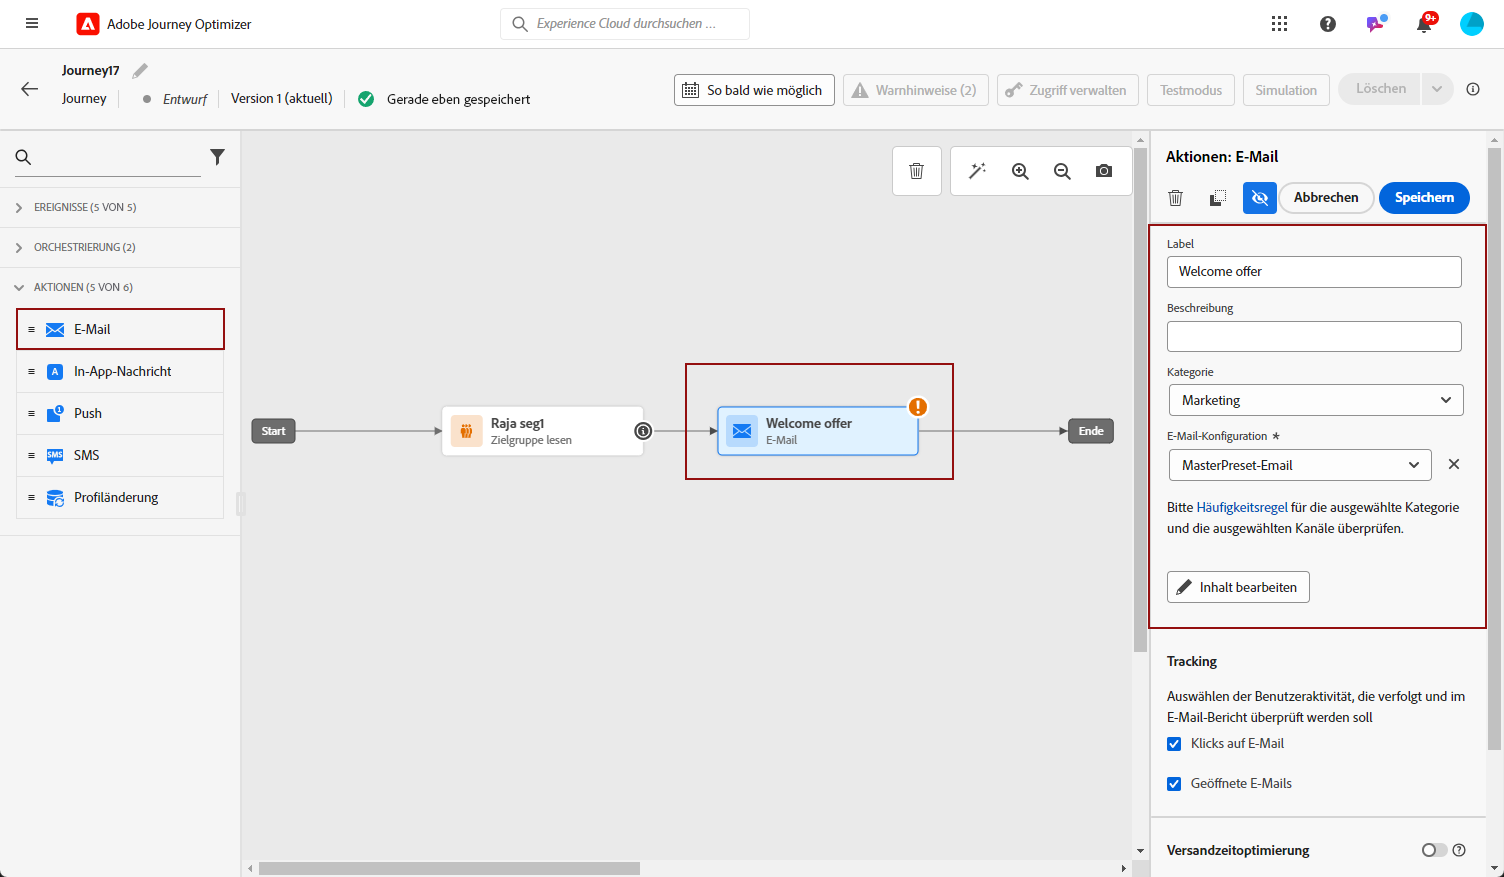 Adobe Journey Optimizer
Experience Cloud durchsuchen ...
9+
Journey17
Journey
Entwurf
Version 1 (aktuell)
Gerade eben gespeichert
So bald wie möglich
Warnhinweise (2)
Zugriff verwalten
Testmodus
Simulation
Löschen
EREIGNISSE (5 VON 5)
ORCHESTRIERUNG (2)
AKTIONEN (5 VON 6)
E-Mail
A
In-App-Nachricht
1
Push
SMS
SMS
Profiländerung
Start
Raja seg1
Zielgruppe lesen
Welcome offer
E-Mail
Ende
Aktionen: E-Mail
Abbrechen
Speichern
Label
Welcome offer
Beschreibung
Kategorie
Marketing
E-Mail-Konfiguration *
MasterPreset-Email
Bitte Häufigkeitsregel für die ausgewählte Kategorie
und die ausgewählten Kanäle überprüfen.
Inhalt bearbeiten
Tracking
Auswählen der Benutzeraktivität, die verfolgt und im
E-Mail-Bericht überprüft werden soll
Klicks auf E-Mail
Geöffnete E-Mails
Versandzeitoptimierung